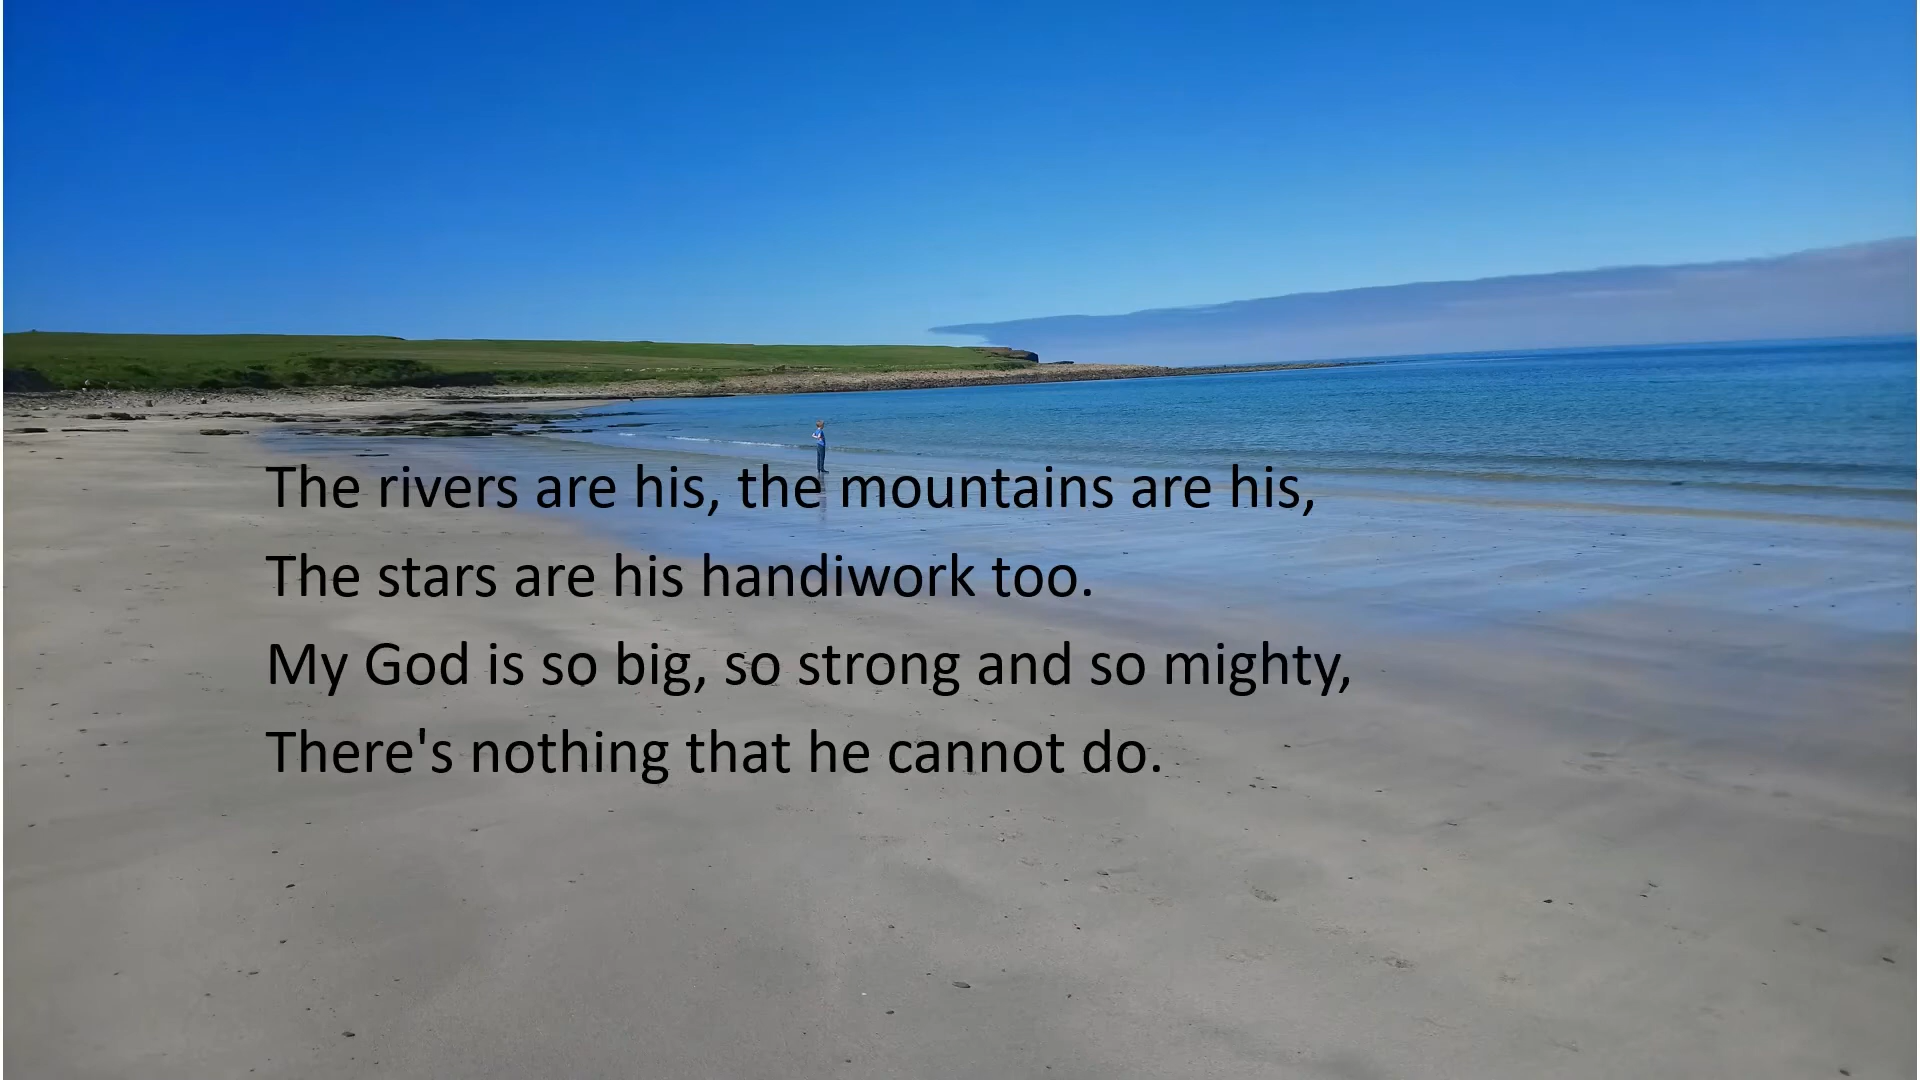 The rivers are his, the mountains are his,
The stars are his handiwork too.
My God is so big, so strong and so mighty,
There's nothing that he cannot do.